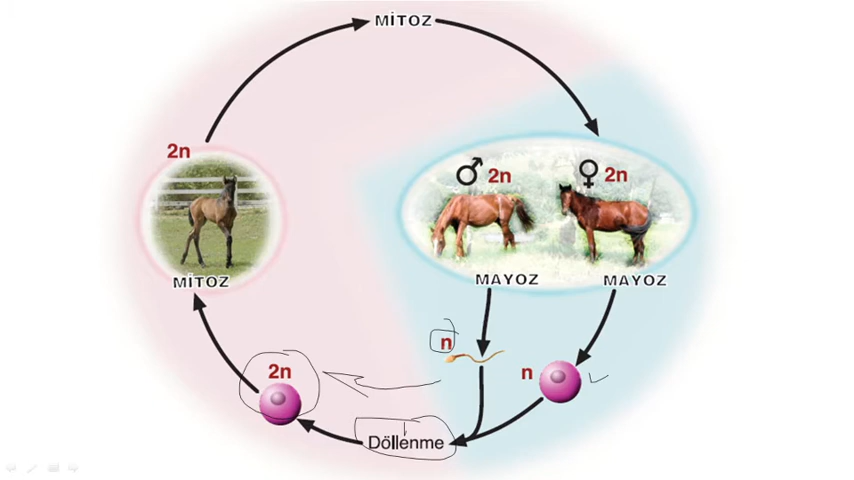 MİTOZ
2n
♂ 2n
♀ 2n
MİTOZ
MAYOZ
MAYOZ
n
n
2n
Döllenme